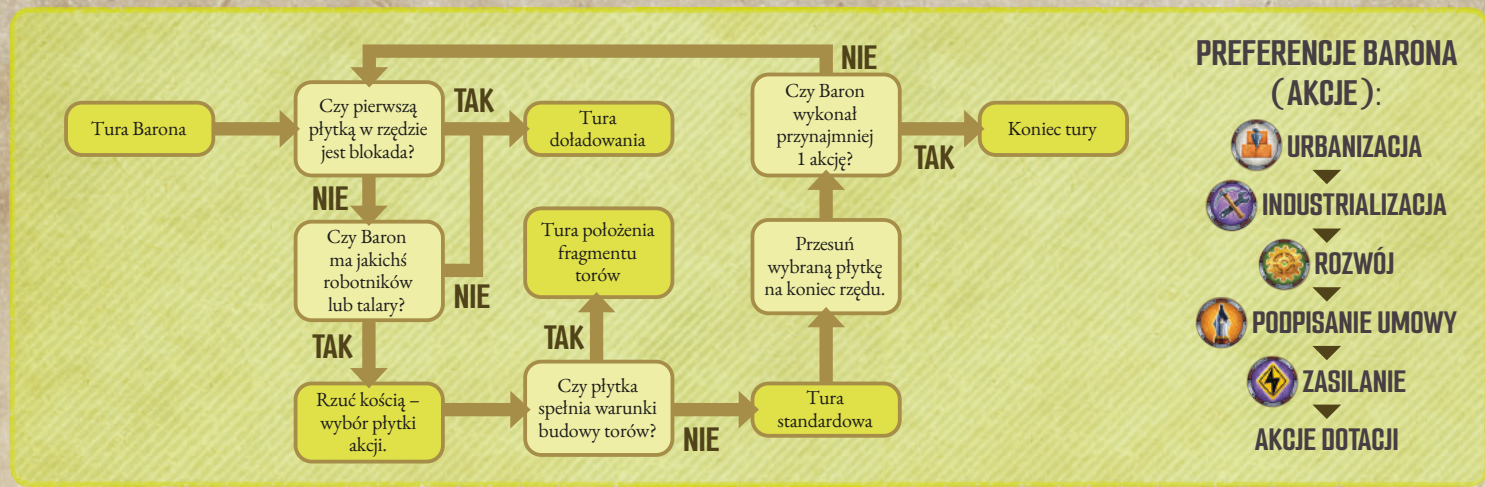 Tura Barona
Czy pierwszą
płytką w rzędzie
jest blokada?
TAK
Tura
doładowania
NIE
Czy Baron
ma jakichś
robotników
lub talary?
NIE
TAK
Rzuć kością –
wybór płytki
akcji.
Czy płytka
spełnia warunki
budowy torów?
TAK
Tura położenia
fragmentu
torów
NIE
Tura
standardowa
Przesuń
wybraną płytkę
na koniec rzędu.
Czy Baron
wykonał
przynajmniej
1 akcję?
NIE
TAK
Koniec tury
PREFERENCJE BARONA
(AKCJE):
URBANIZACJA
INDUSTRIALIZACJA
ROZWÓJ
PODPISANIE UMOWY
ZASILANIE
AKCJE DOTACJI